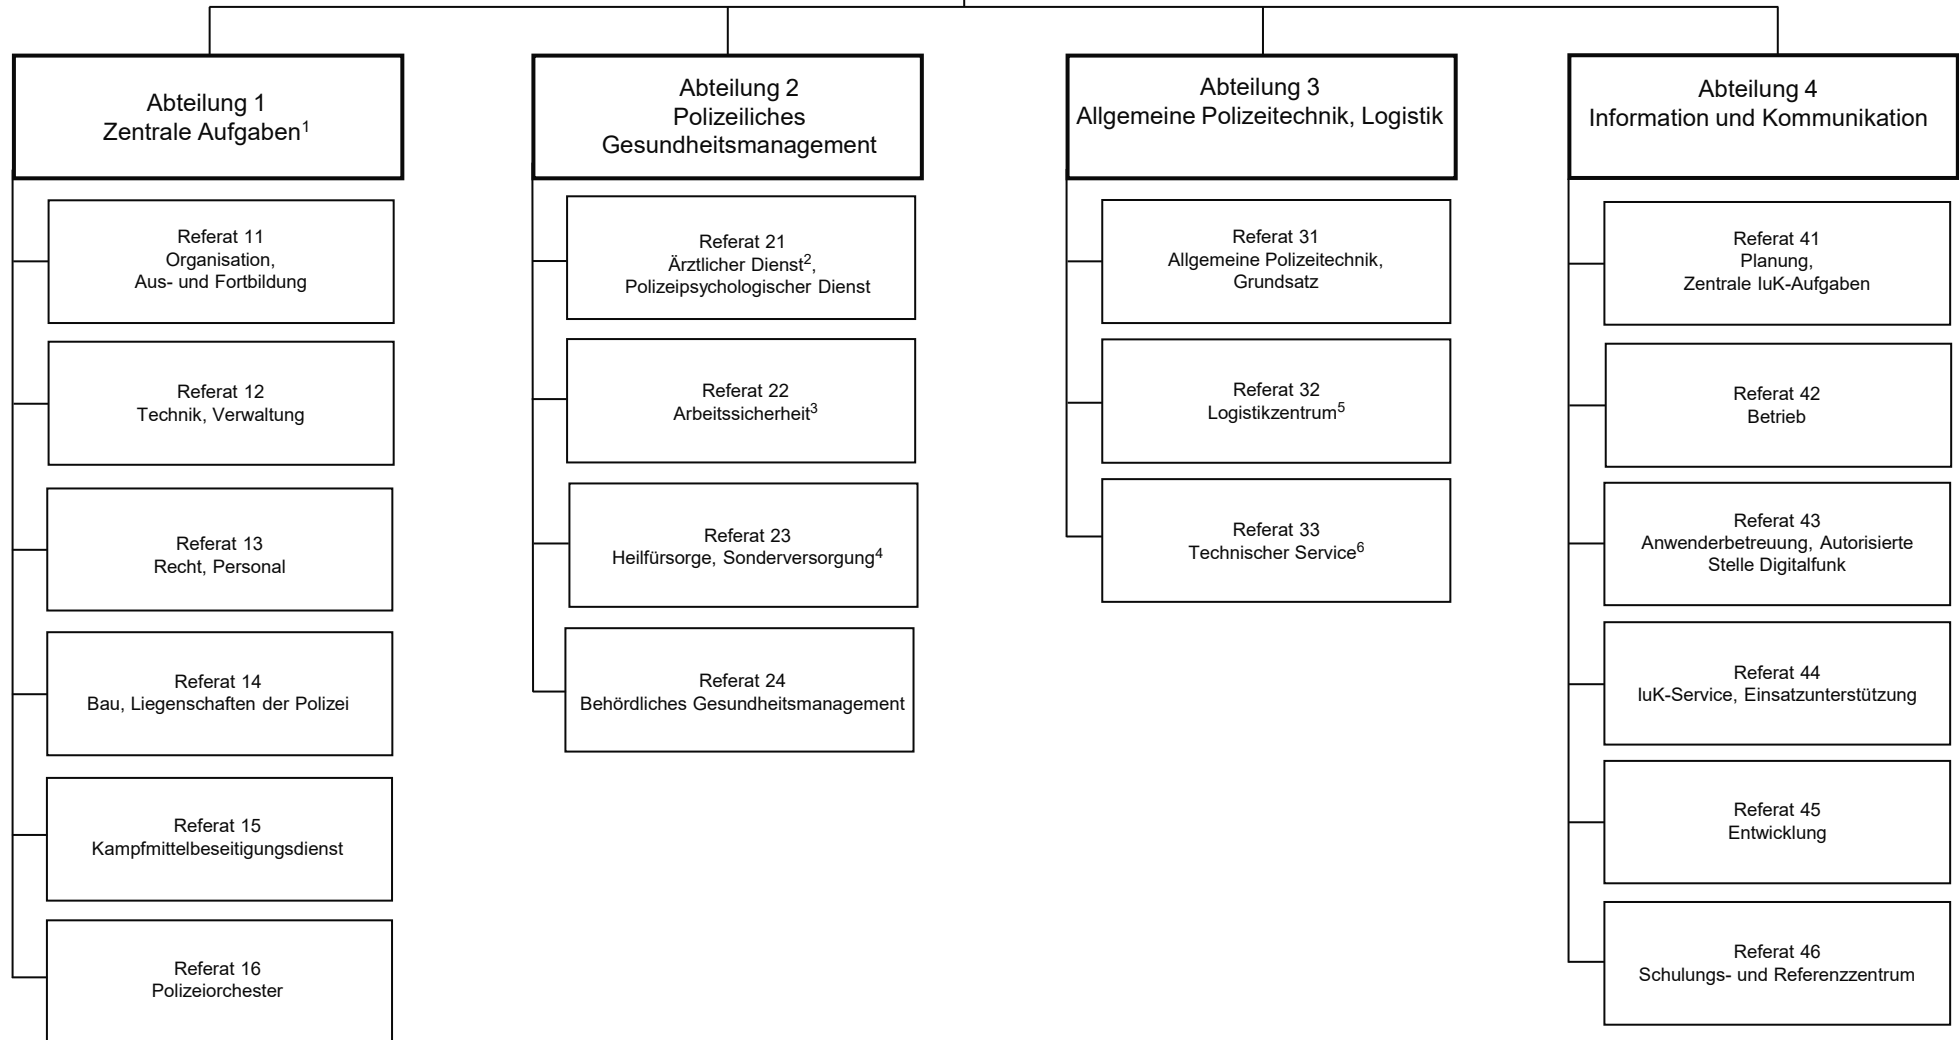 Abteilung 1
Zentrale Aufgaben¹
Referat 11
Organisation,
Aus- und Fortbildung
Referat 12
Technik, Verwaltung
Referat 13
Recht, Personal
Referat 14
Bau, Liegenschaften der Polizei
Referat 15
Kampfmittelbeseitigungsdienst
Referat 16
Polizeiorchester
Abteilung 2
Polizeiliches
Gesundheitsmanagement
Referat 21
Ärztlicher Dienst²,
Polizeipsychologischer Dienst
Referat 22
Arbeitssicherheit³
Referat 23
Heilfürsorge, Sonderversorgung⁴
Referat 24
Behördliches Gesundheitsmanagement
Abteilung 3
Allgemeine Polizeitechnik, Logistik
Referat 31
Allgemeine Polizeitechnik,
Grundsatz
Referat 32
Logistikzentrum⁵
Referat 33
Technischer Service⁶
Abteilung 4
Information und Kommunikation
Referat 41
Planung,
Zentrale IuK-Aufgaben
Referat 42
Betrieb
Referat 43
Anwenderbetreuung, Autorisierte
Stelle Digitalfunk
Referat 44
IuK-Service, Einsatzunterstützung
Referat 45
Entwicklung
Referat 46
Schulungs- und Referenzzentrum